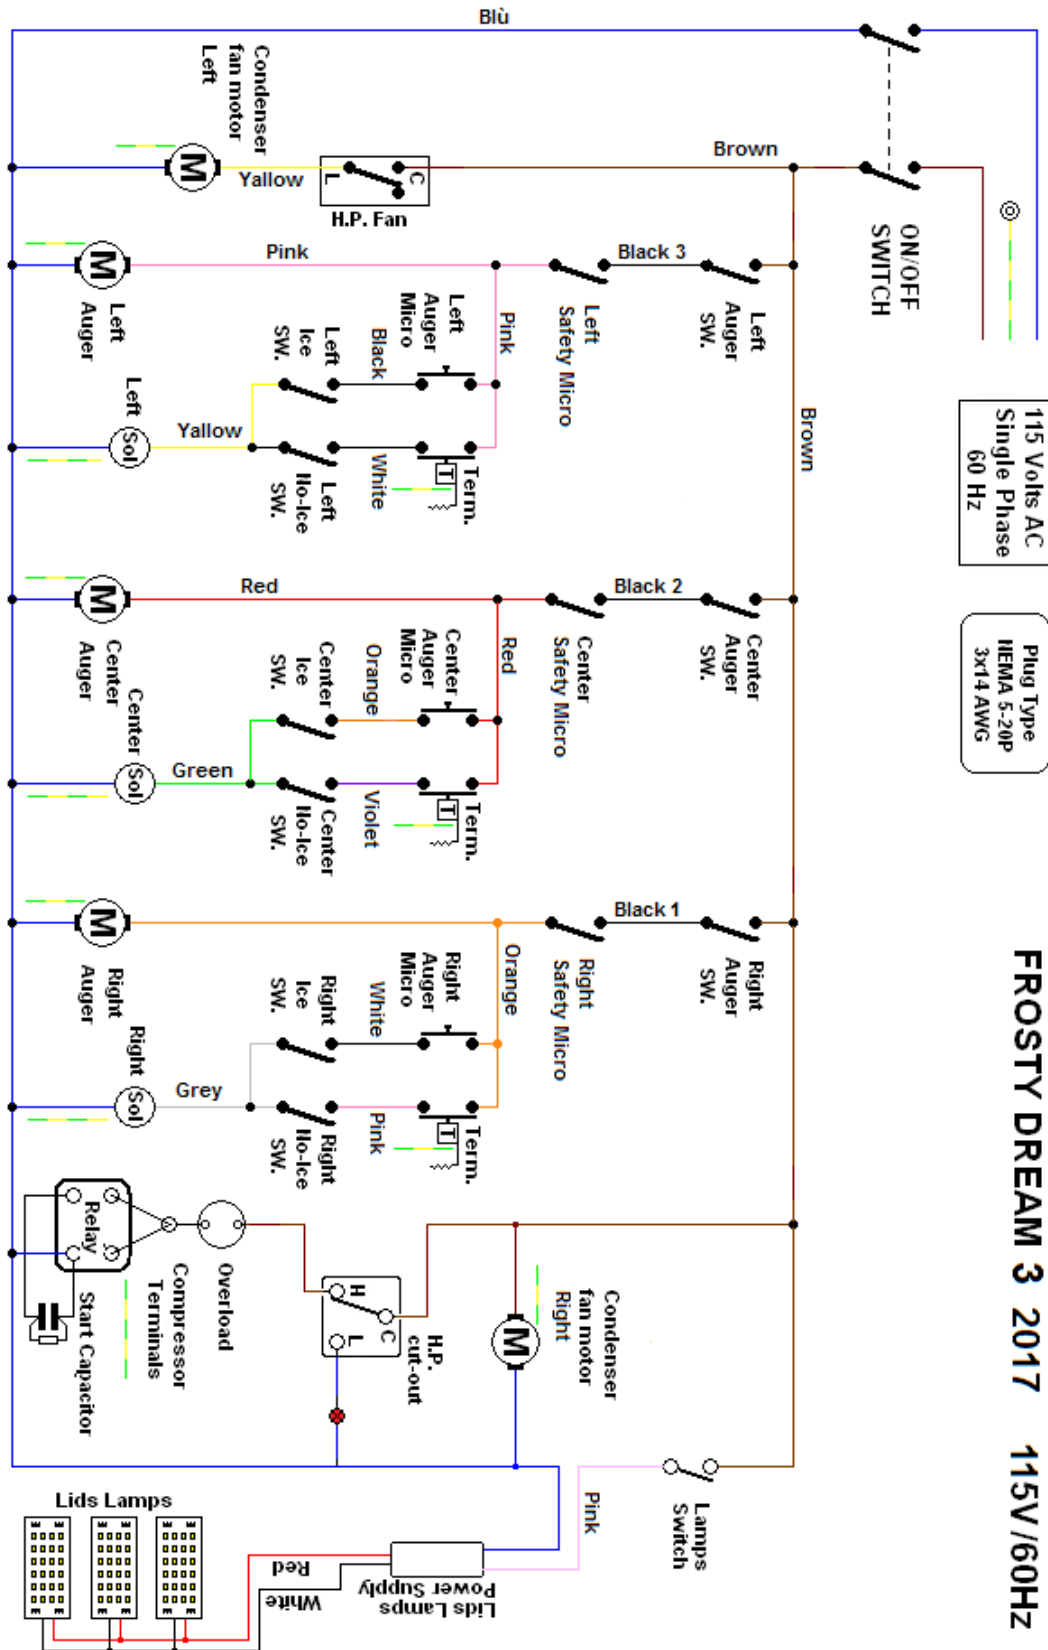 Blù
Condenser
fan motor
Left
M
Yallow
L
C
H.P. Fan
Brown
ON/OFF
SWITCH
M
Left
Auger
Pink
Pink
Left
Safety Micro
Black 3
Left
Auger
SW.
Left
Ice
SW.
Black
Left
Auger
Micro
Left
Sol
Yallow
Left
No-Ice
SW.
White
T
Term.
Brown
115 Volts AC
Single Phase
60 Hz
Plug Type
NEMA 5-20P
3x14 AWG
M
Center
Auger
Red
Red
Center
Safety Micro
Black 2
Center
Auger
SW.
Center
Ice
SW.
Orange
Center
Auger
Micro
Center
Sol
Green
Center
No-Ice
SW.
Violet
T
Term.
M
Right
Auger
Orange
Right
Safety Micro
Black 1
Right
Auger
SW.
Right
Ice
SW.
White
Right
Auger
Micro
Right
Sol
Grey
Right
No-Ice
SW.
Pink
T
Term.
Relay
Start Capacitor
Compressor
Terminals
Overload
H
C
L
H.P.
cut-out
M
Condenser
fan motor
Right
Lamps
Switch
Pink
Lids Lamps
Red
White
Lids Lamps
Power Supply
FROSTY DREAM 3 2017 115V/60Hz